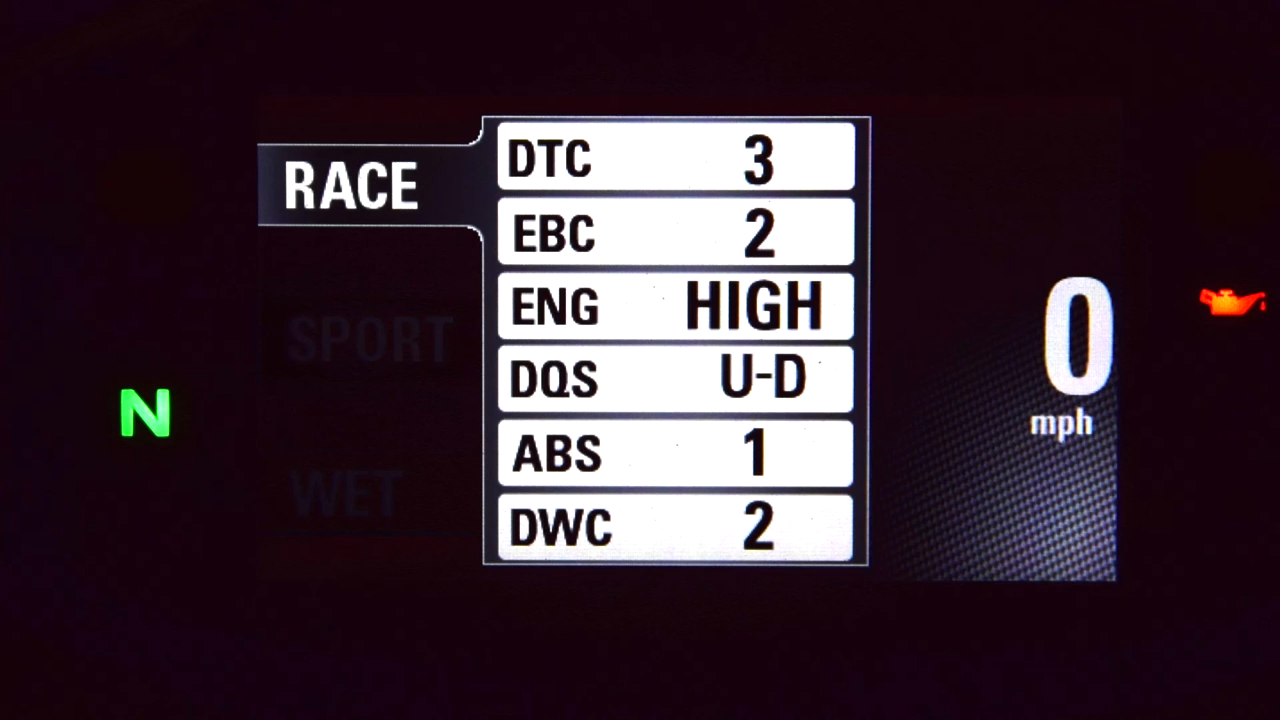 RACE
DTC 3
EBC 2
ENG HIGH
DQS U-D
ABS 1
DWC 2
SPORT
WET
N
0
mph